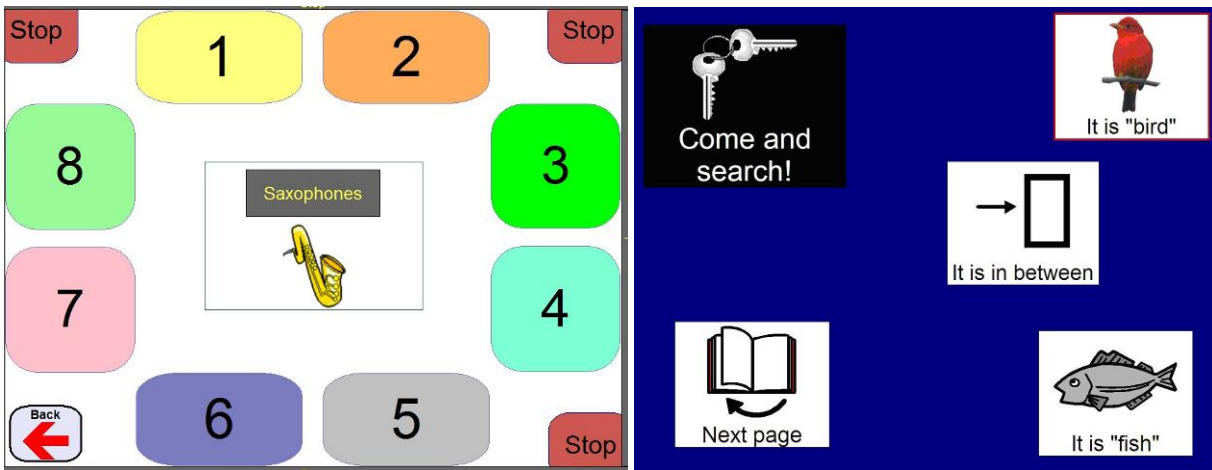 Stop
Stop
Stop
1
2
8
3
Saxophones
7
4
Back
6
5
Stop
Come and
search!
It is "bird"
It is in between
Next page
It is "fish"